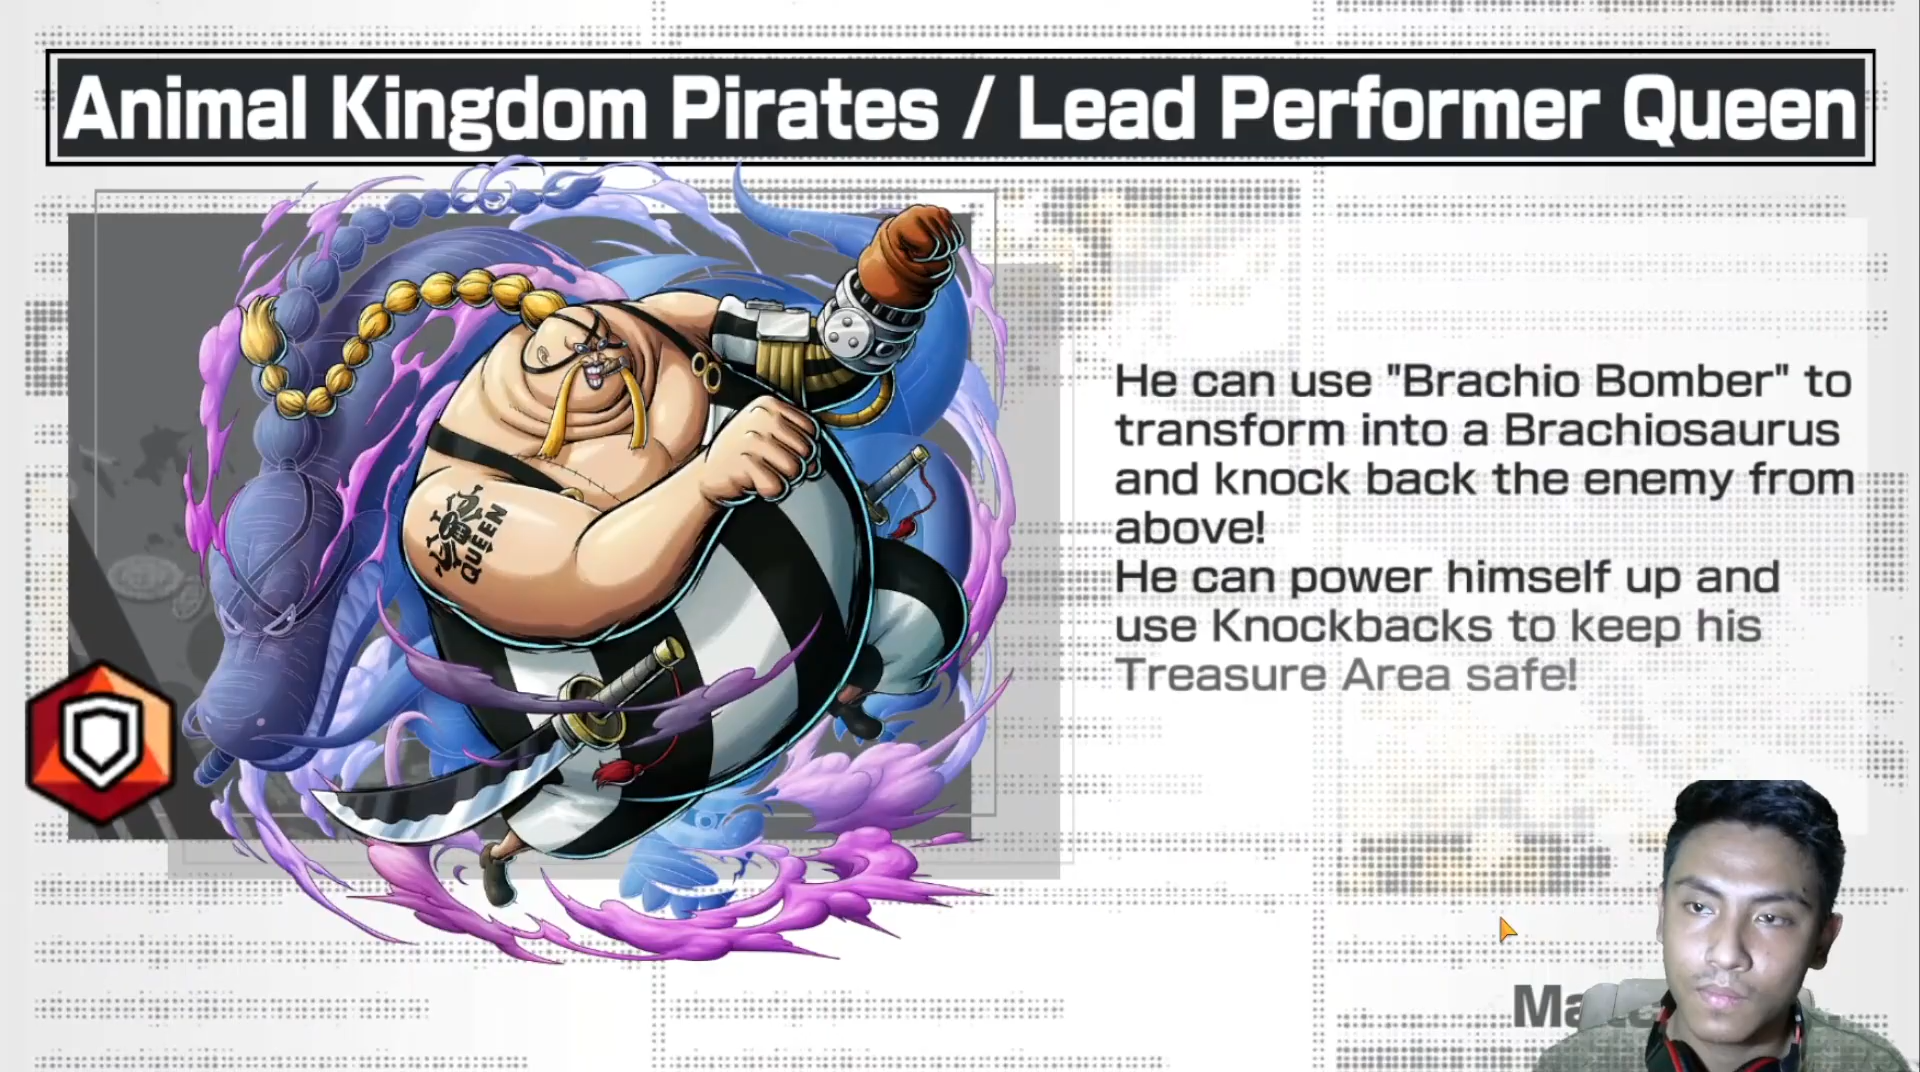 Animal Kingdom Pirates / Lead Performer Queen
He can use "Brachio Bomber" to
transform into a Brachiosaurus
and knock back the enemy from
above!
He can power himself up and
use Knockbacks to keep his
Treasure Area safe!
QUEEN